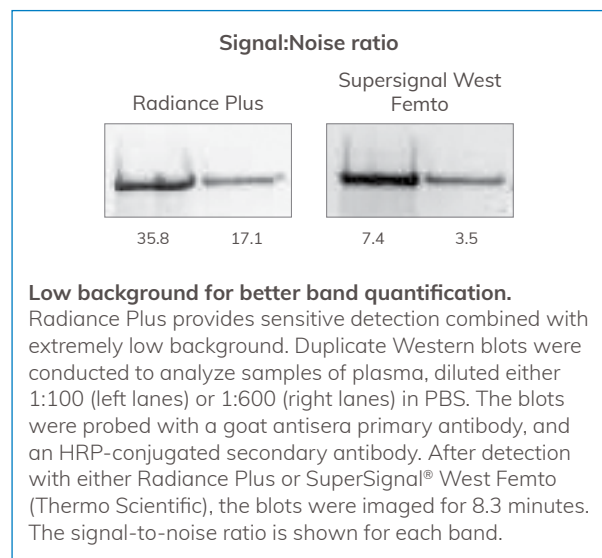 Signal:Noise ratio
Radiance Plus
Supersignal West
Femto
35.8 17.1 7.4 3.5
Low background for better band quantification.
Radiance Plus provides sensitive detection combined with
extremely low background. Duplicate Western blots were
conducted to analyze samples of plasma, diluted either
1:100 (left lanes) or 1:600 (right lanes) in PBS. The blots
were probed with a goat antisera primary antibody, and
an HRP-conjugated secondary antibody. After detection
with either Radiance Plus or SuperSignal® West Femto
(Thermo Scientific), the blots were imaged for 8.3 minutes.
The signal-to-noise ratio is shown for each band.